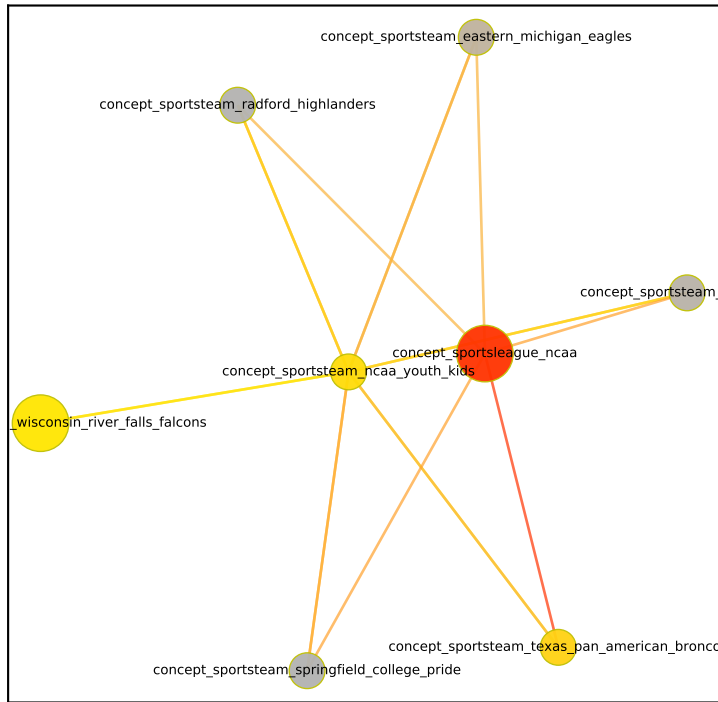 concept_sportsteam_eastern_michigan_eagles
concept_sportsteam_radford_highlanders
concept_sportsteam_
concept_sportsleague_ncaa
concept_sportsteam_ncaa_youth_kids
_wisconsin_river_falls_falcons
concept_sportsteam_texas_pan_american_bronco
concept_sportsteam_springfield_college_pride